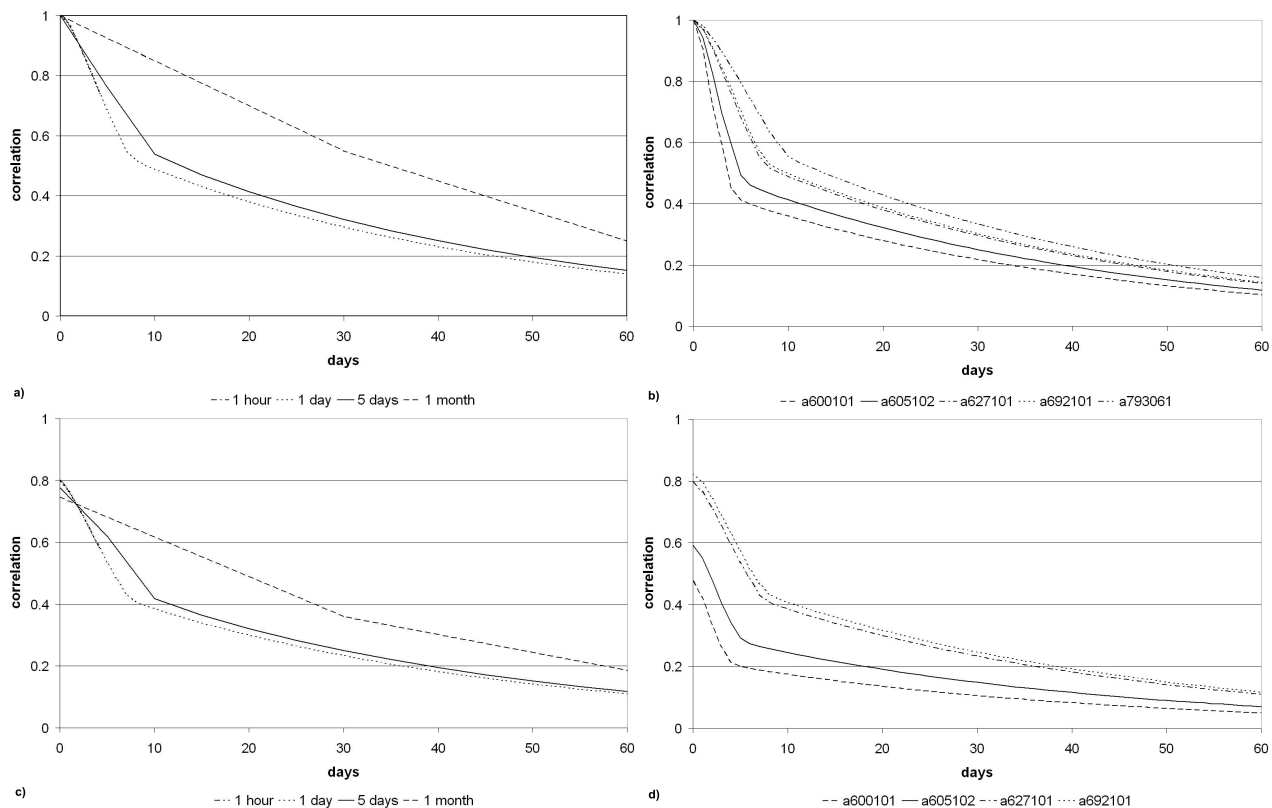 1
0.8
0.6
0.4
0.2
0
correlation
0 10 20 30 40 50 60
days
a)
1 hour 1 day 5 days 1 month
1
0.8
0.6
0.4
0.2
0
correlation
0 10 20 30 40 50 60
days
b)
a600101 a605102 a627101 a692101 a793061
1
0.8
0.6
0.4
0.2
0
correlation
0 10 20 30 40 50 60
days
c)
1 hour 1 day 5 days 1 month
1
0.8
0.6
0.4
0.2
0
correlation
0 10 20 30 40 50 60
days
d)
a600101 a605102 a627101 a692101